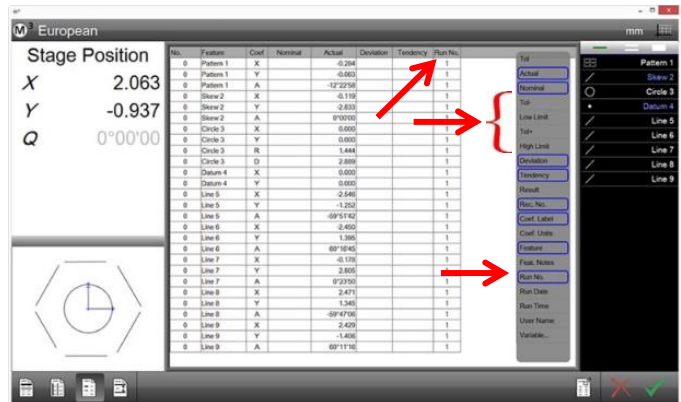 M3 European
mm
Stage Position
X 2.063
Y -0.937
Q 0°00'00
No. Feature Coef Nominal Actual Deviation Tendency Run No.
0 Pattern 1 X -0.284 1
0 Pattern 1 Y -0.063 1
0 Pattern 1 A -12°22'58 1
0 Skew 2 X -0.119 1
0 Skew 2 Y -2.833 1
0 Skew 2 A 0°00'00 1
0 Circle 3 X 0.000 1
0 Circle 3 Y 0.000 1
0 Circle 3 R 1.444 1
0 Circle 3 D 2.889 1
0 Datum 4 X 0.000 1
0 Datum 4 Y 0.000 1
0 Line 5 X -2.546 1
0 Line 5 Y -1.252 1
0 Line 5 A -59°51'42 1
0 Line 6 X -2.450 1
0 Line 6 Y 1.395 1
0 Line 6 A 60°16'45 1
0 Line 7 X -0.178 1
0 Line 7 Y 2.805 1
0 Line 7 A 0°23'50 1
0 Line 8 X 2.471 1
0 Line 8 Y 1.345 1
0 Line 8 A -59°47'06 1
0 Line 9 X 2.429 1
0 Line 9 Y -1.406 1
0 Line 9 A 60°11'16 1
Tol
Actual
Nominal
Tol-
Low Limit
Tol+
High Limit
Deviation
Tendency
Result
Rec. No.
Coef. Label
Coef. Units
Feature
Feat. Notes
Run No.
Run Date
Run Time
User Name
Variable...
Pattern 1
Skew 2
Circle 3
Datum 4
Line 5
Line 6
Line 7
Line 8
Line 9